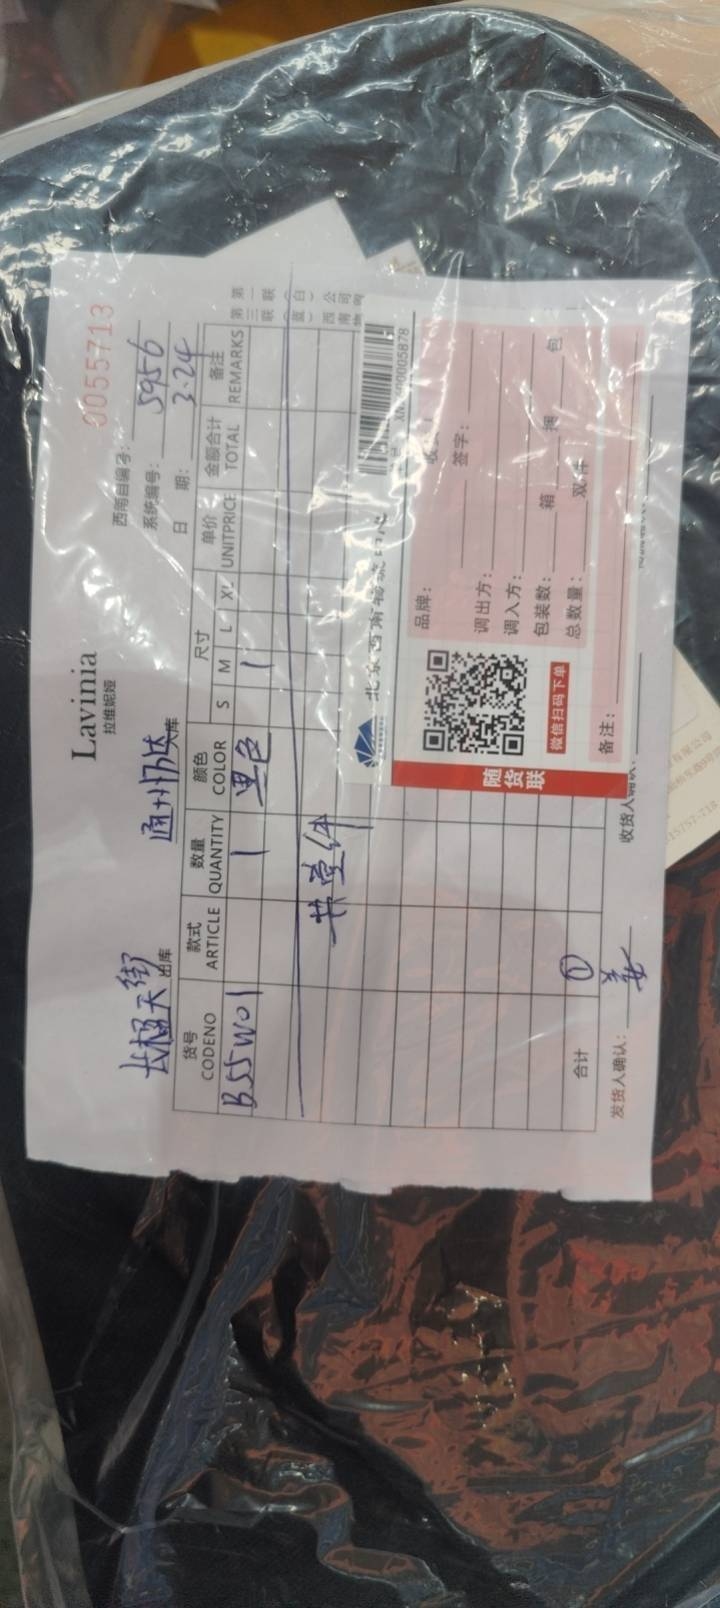 Lavinia
拉维妮娅
0055713
西甫自编号:
系统编号: 5956
日 期: 3.24
长楹天街 出库 通州万达 入库
货号 款式 数量 颜色 尺寸 单价 金额合计 备注
CODENO ARTICLE QUANTITY COLOR S M L XL UNITPRICE TOTAL REMARKS
B55W01 1 黑色 1
共壹件
合计 ①
发货人确认: 姜
收货人确认:
品牌:
调出方: 签字:
调入方:
包装数: 箱 捆 包
总数量: 双/件
备注:
随货联
微信扫码下单